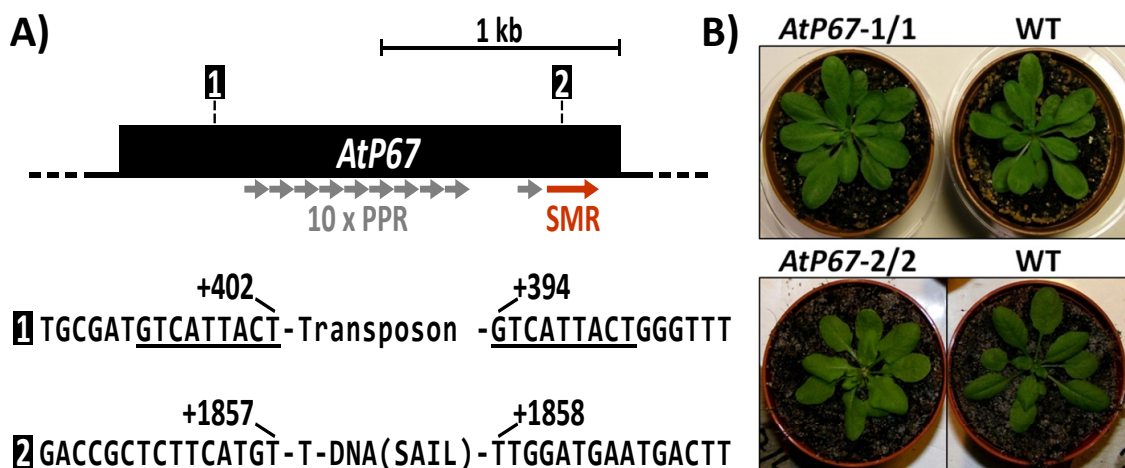 A)
1 kb
1
2
AtP67
10 x PPR
SMR
+402
+394
1 TGCGATGTCATTACT-Transposon -GTCATTACTGGGTTT
+1857
+1858
2 GACCGCTCTTCATGT-T-DNA(SAIL)-TTGGATGAATGACTT
B)
AtP67-1/1
WT
AtP67-2/2
WT